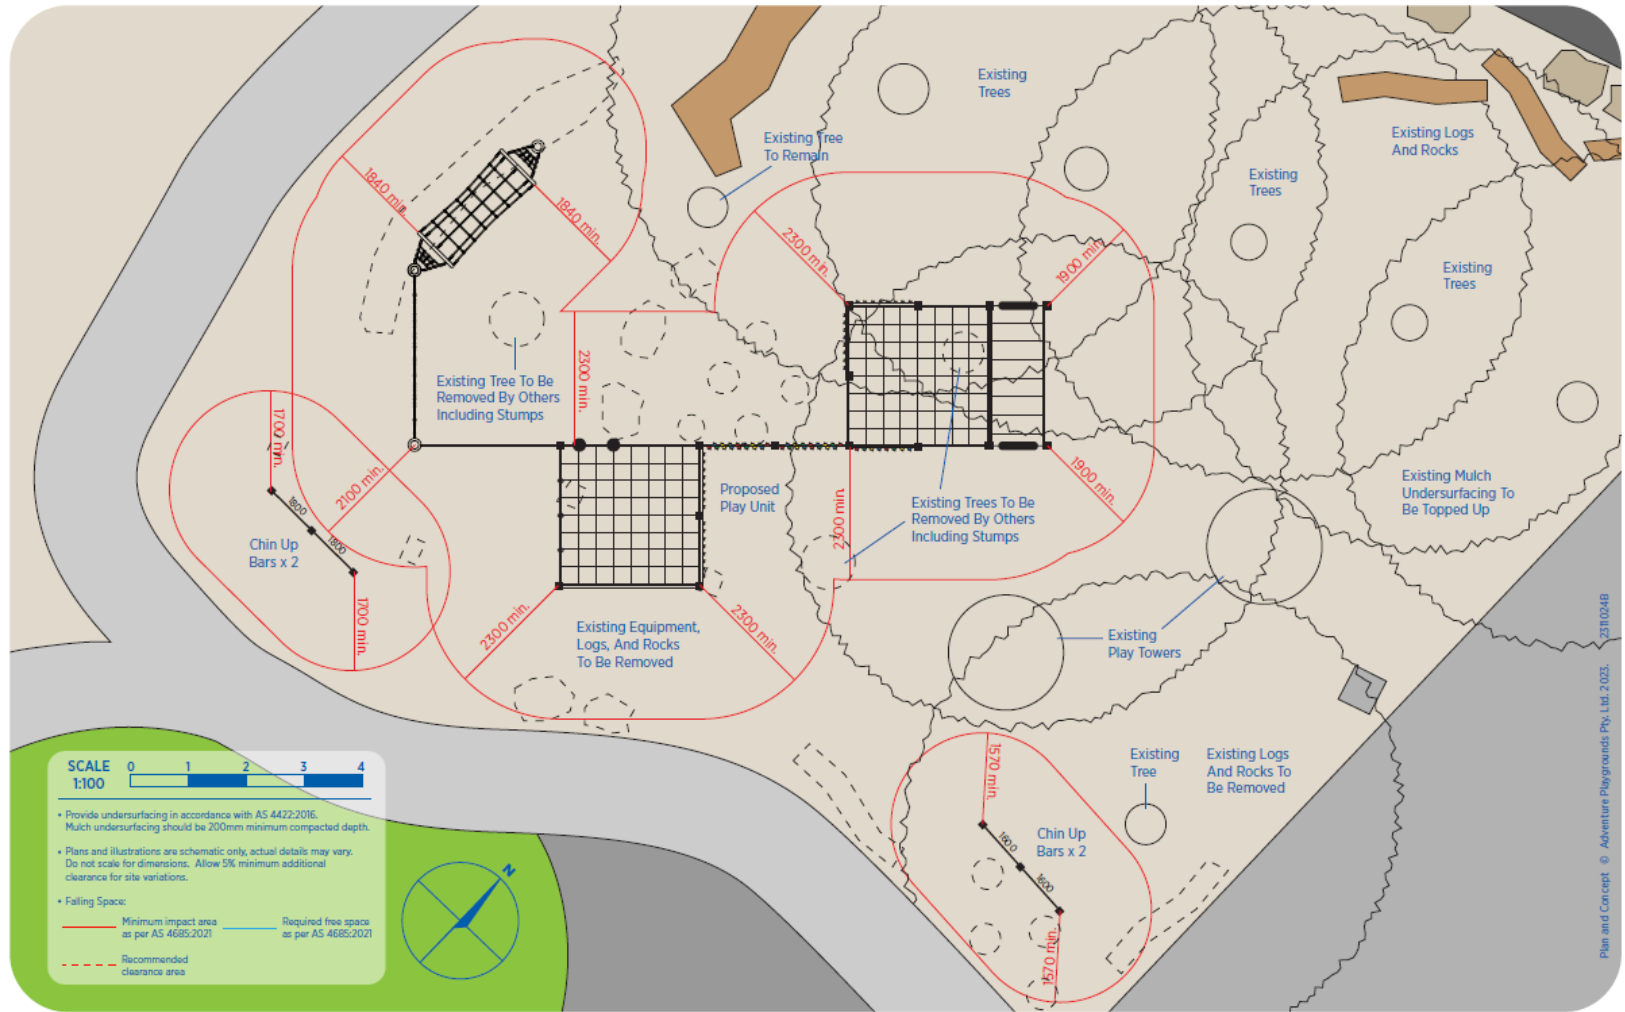 Existing
Trees
Existing Tree
To Remain
Existing Logs
And Rocks
Existing
Trees
Existing
Trees
1840 min.
1840 min.
2300 min.
1900 min.
2300 min.
Existing Tree To Be
Removed By Others
Including Stumps
1700 min.
2100 min.
1800
1800
Chin Up
Bars x 2
1700 min.
Proposed
Play Unit
2300 min.
Existing Trees To Be
Removed By Others
Including Stumps
1900 min.
Existing Mulch
Undersurfacing To
Be Topped Up
2300 min.
2300 min.
Existing Equipment,
Logs, And Rocks
To Be Removed
Existing
Play Towers
1570 min.
Existing
Tree
Existing Logs
And Rocks To
Be Removed
1600
1600
Chin Up
Bars x 2
1570 min.
SCALE
1:100
0 1 2 3 4
• Provide undersurfacing in accordance with AS 4422:2016.
Mulch undersurfacing should be 200mm minimum compacted depth.
• Plans and illustrations are schematic only, actual details may vary.
Do not scale for dimensions. Allow 5% minimum additional
clearance for site variations.
• Falling Space:
Minimum impact area
as per AS 4685:2021
Required free space
as per AS 4685:2021
Recommended
clearance area
N
Plan and Concept © Adventure Playgrounds Pty. Ltd. 2023. 2311024B